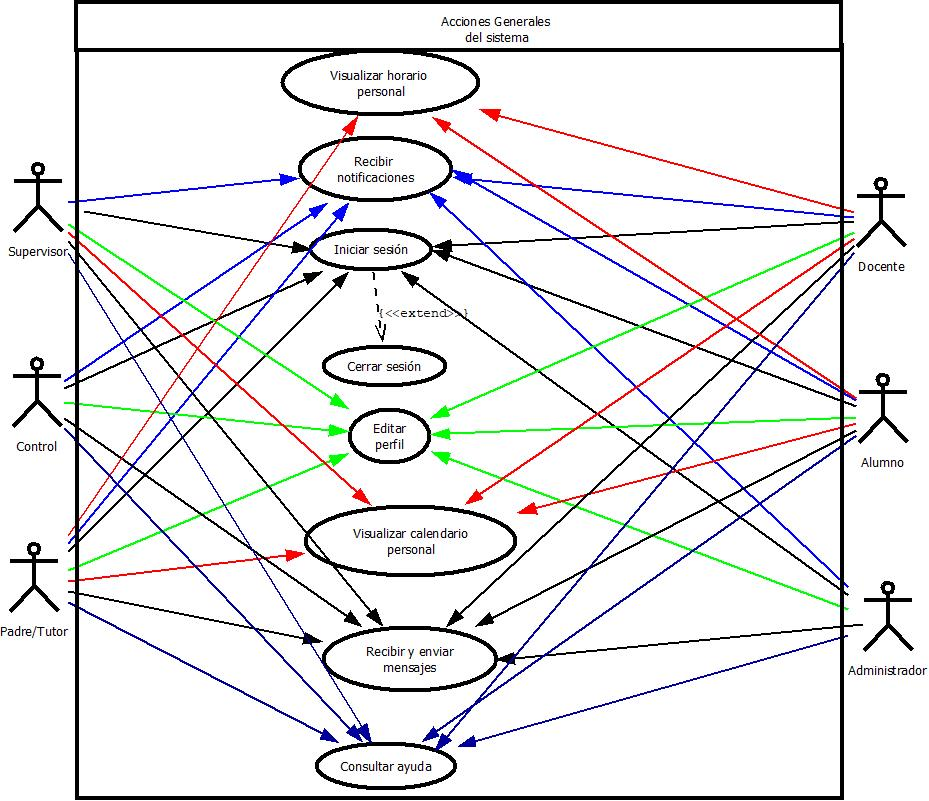 Acciones Generales
del sistema
Visualizar horario
personal
Recibir
notificaciones
Supervisor
Iniciar sesión
Docente
{<<extend>>}
Cerrar sesión
Control
Editar
perfil
Alumno
Visualizar calendario
personal
Padre/Tutor
Recibir y enviar
mensajes
Administrador
Consultar ayuda